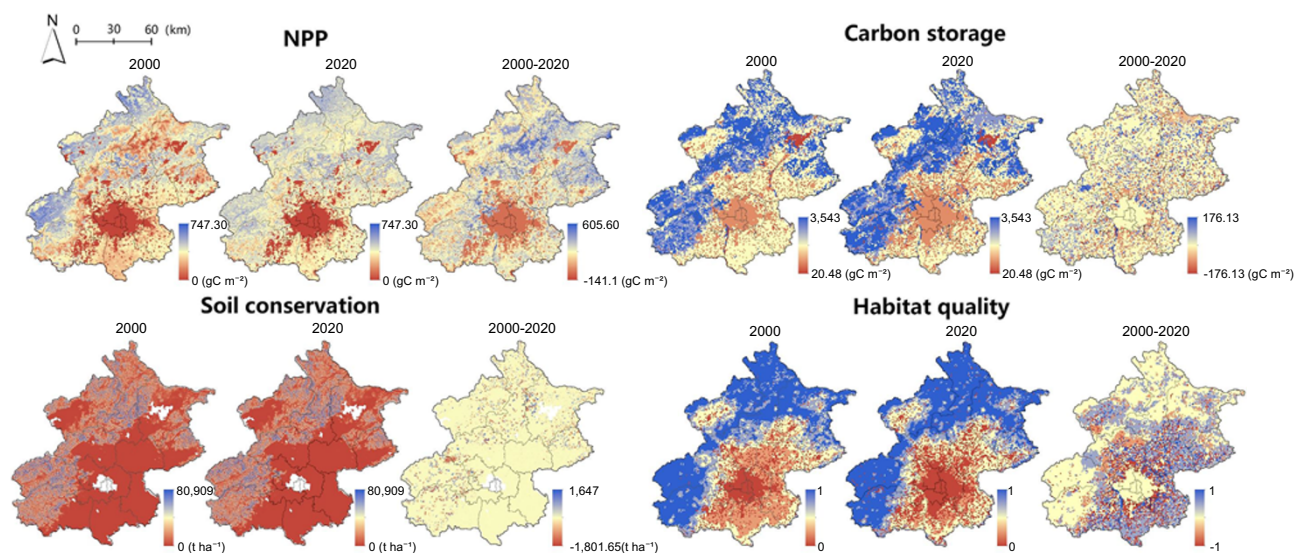 N
0 30 60 (km)
NPP
2000
2020
2000-2020
747.30
0 (gC m⁻²)
747.30
0 (gC m⁻²)
605.60
-141.1 (gC m⁻²)
Carbon storage
2000
2020
2000-2020
3,543
20.48 (gC m⁻²)
3,543
20.48 (gC m⁻²)
176.13
-176.13 (gC m⁻²)
Soil conservation
2000
2020
2000-2020
80,909
0 (t ha⁻¹)
80,909
0 (t ha⁻¹)
1,647
-1,801.65(t ha⁻¹)
Habitat quality
2000
2020
2000-2020
1
0
1
0
1
-1